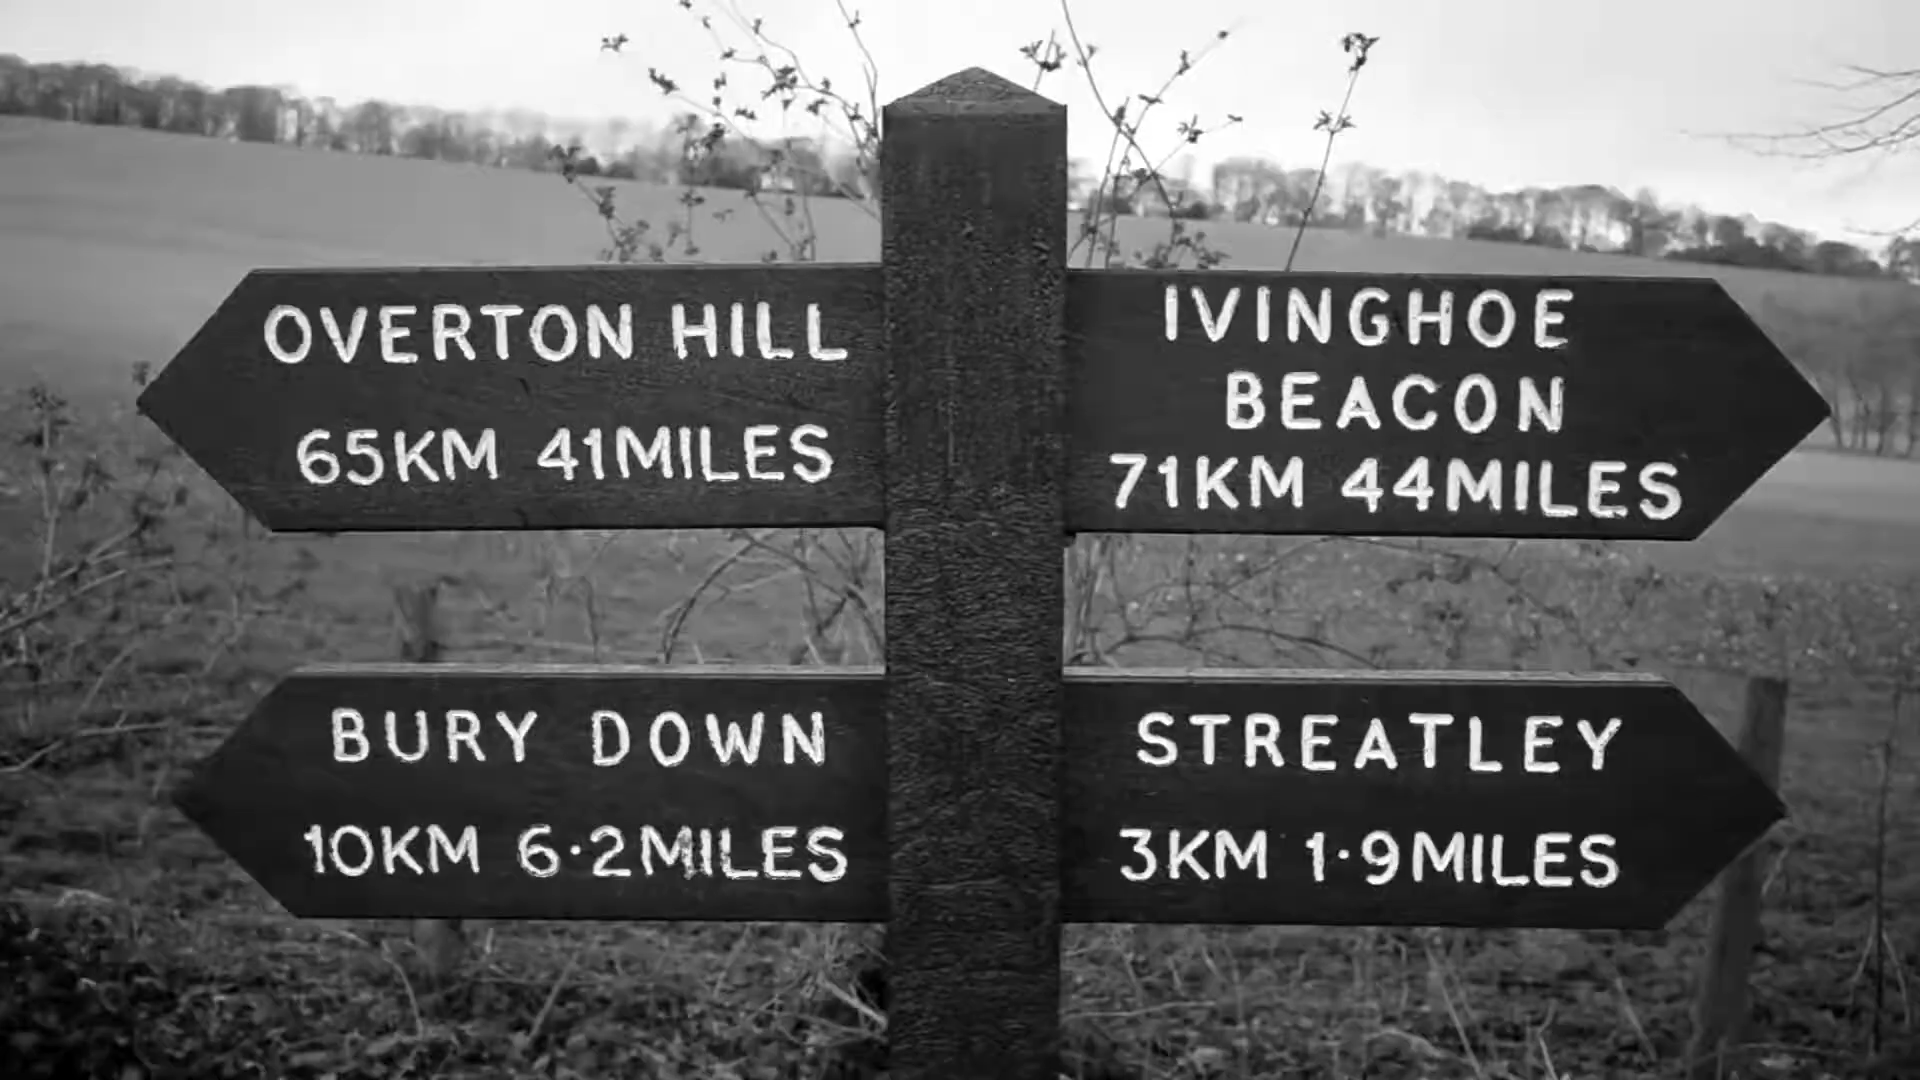 OVERTON HILL
65KM 41MILES
IVINGHOE
BEACON
71KM 44MILES
BURY DOWN
10KM 6·2MILES
STREATLEY
3KM 1·9MILES